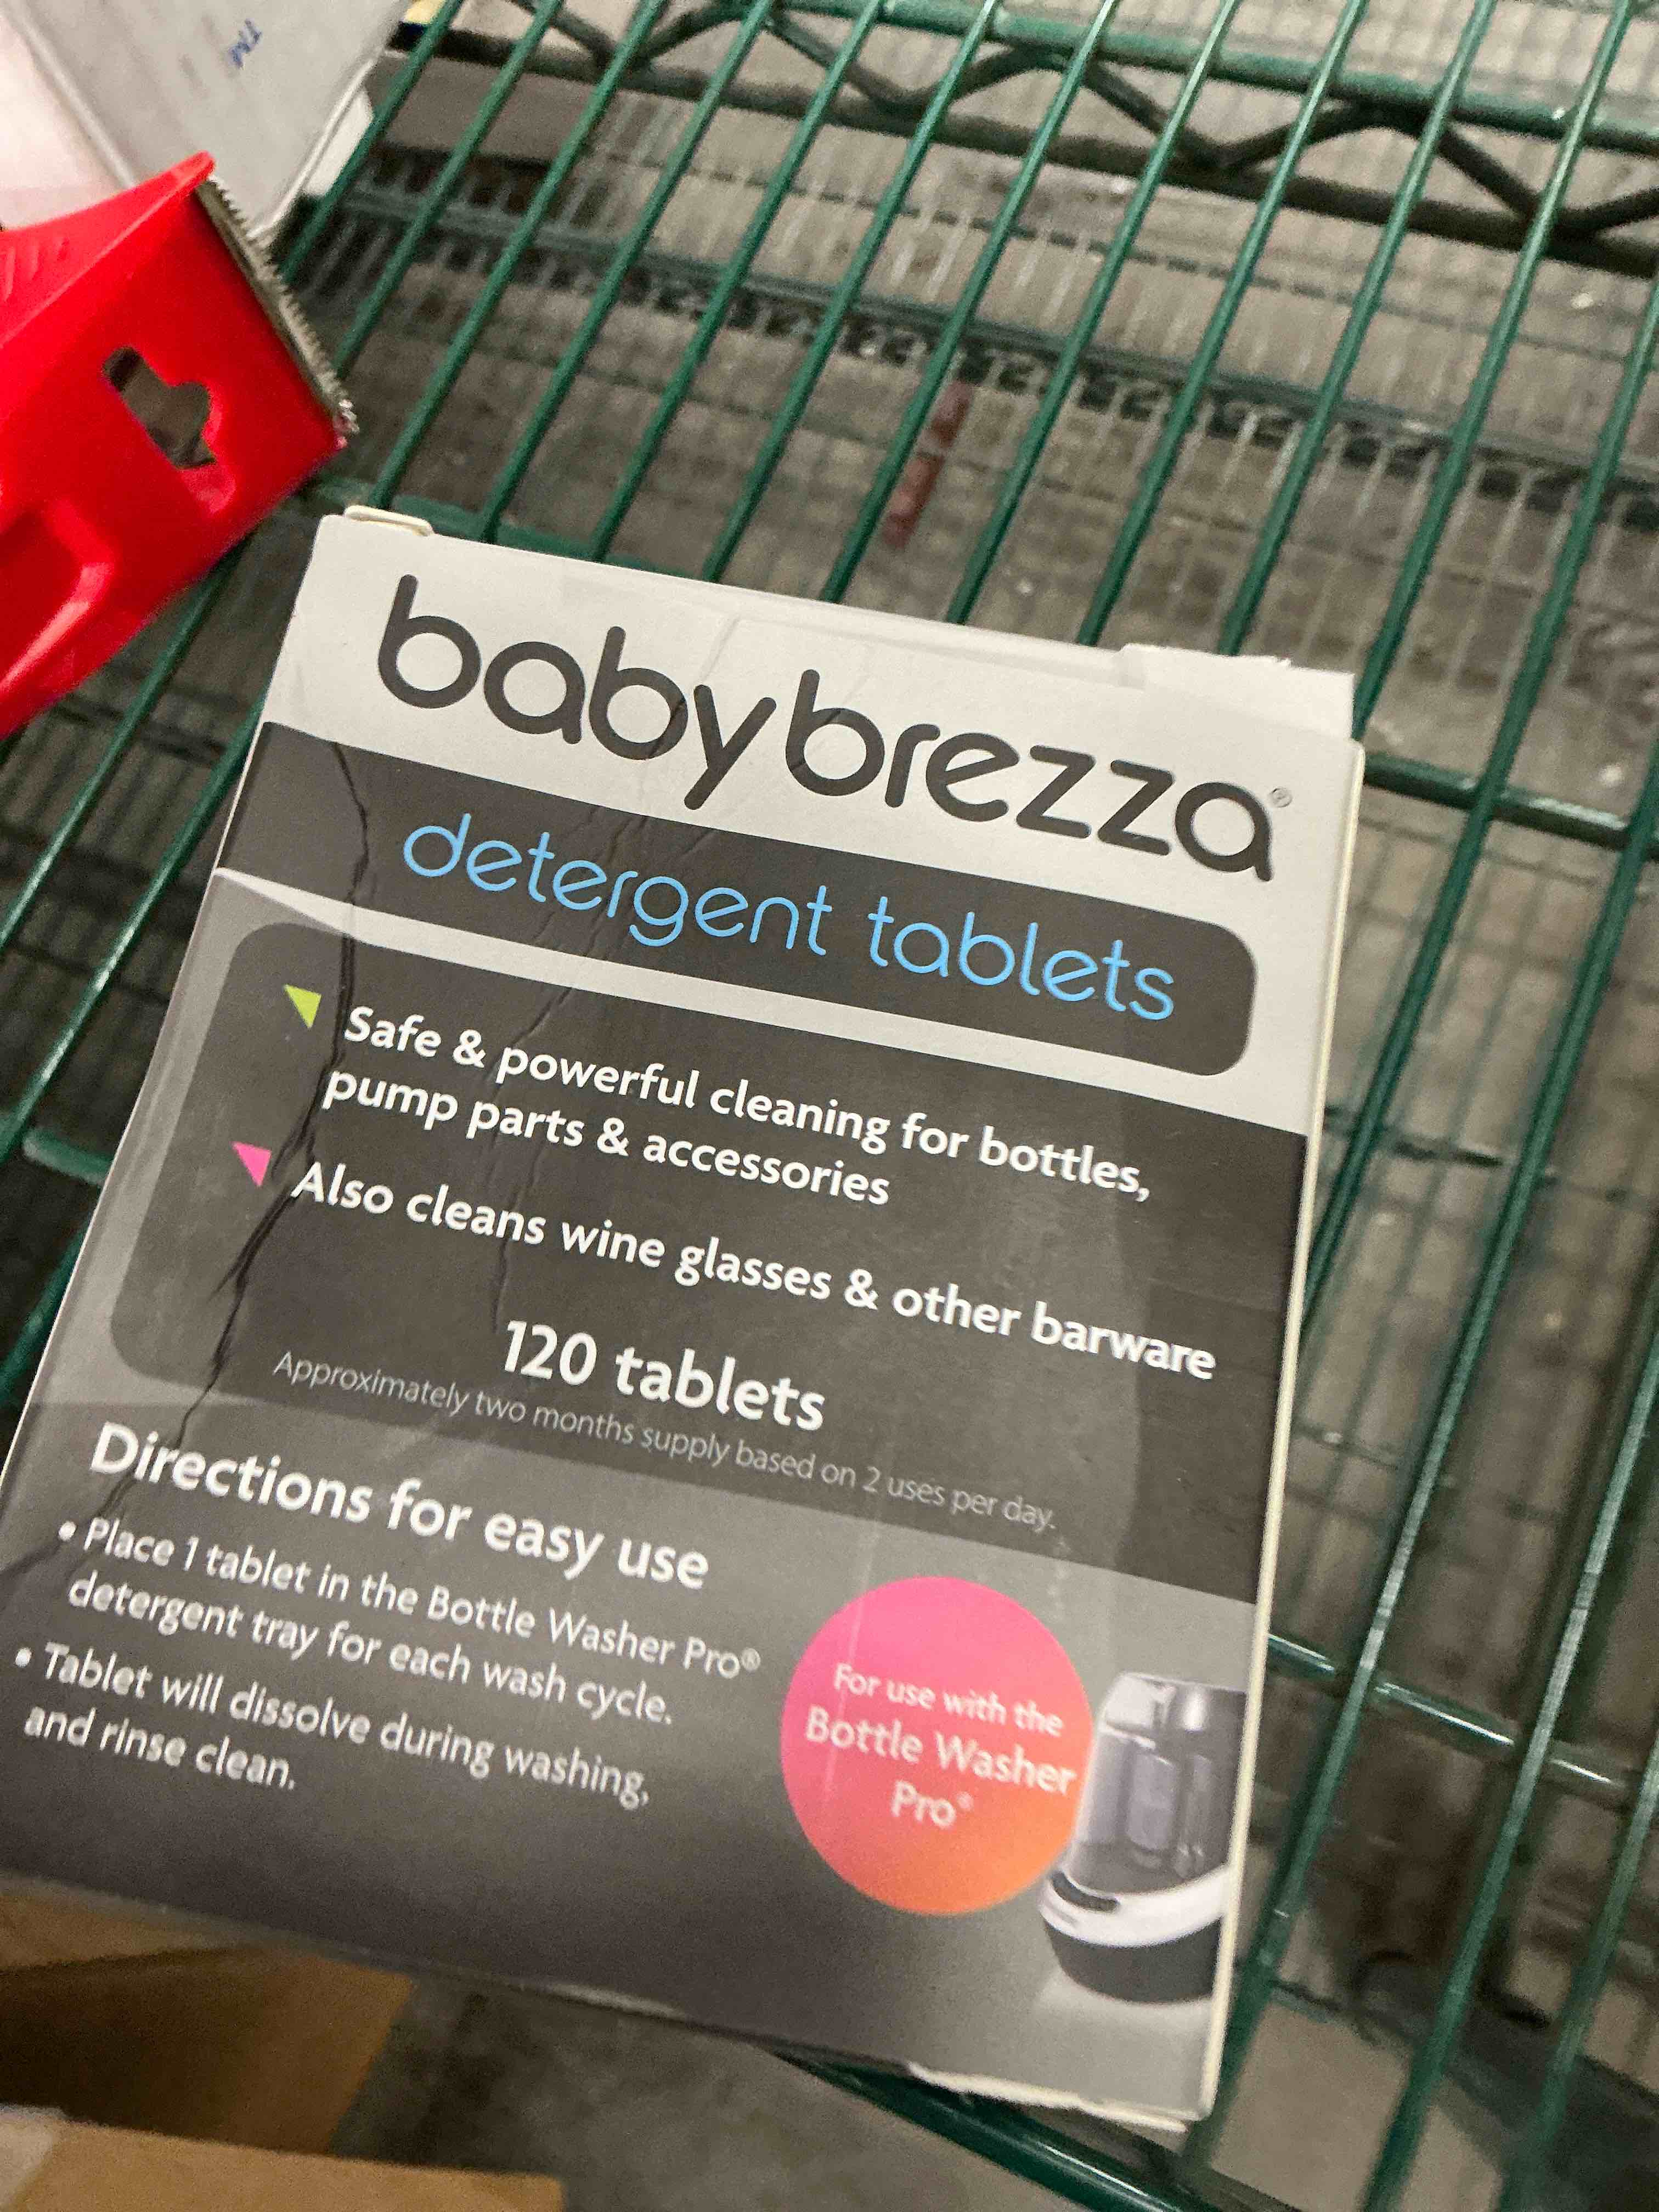 TM
baby brezza®
detergent tablets
Safe & powerful cleaning for bottles,
pump parts & accessories
Also cleans wine glasses & other barware
120 tablets
Approximately two months supply based on 2 uses per day.
Directions for easy use
• Place 1 tablet in the Bottle Washer Pro®
detergent tray for each wash cycle.
• Tablet will dissolve during washing,
and rinse clean.
For use with the
Bottle Washer
Pro®